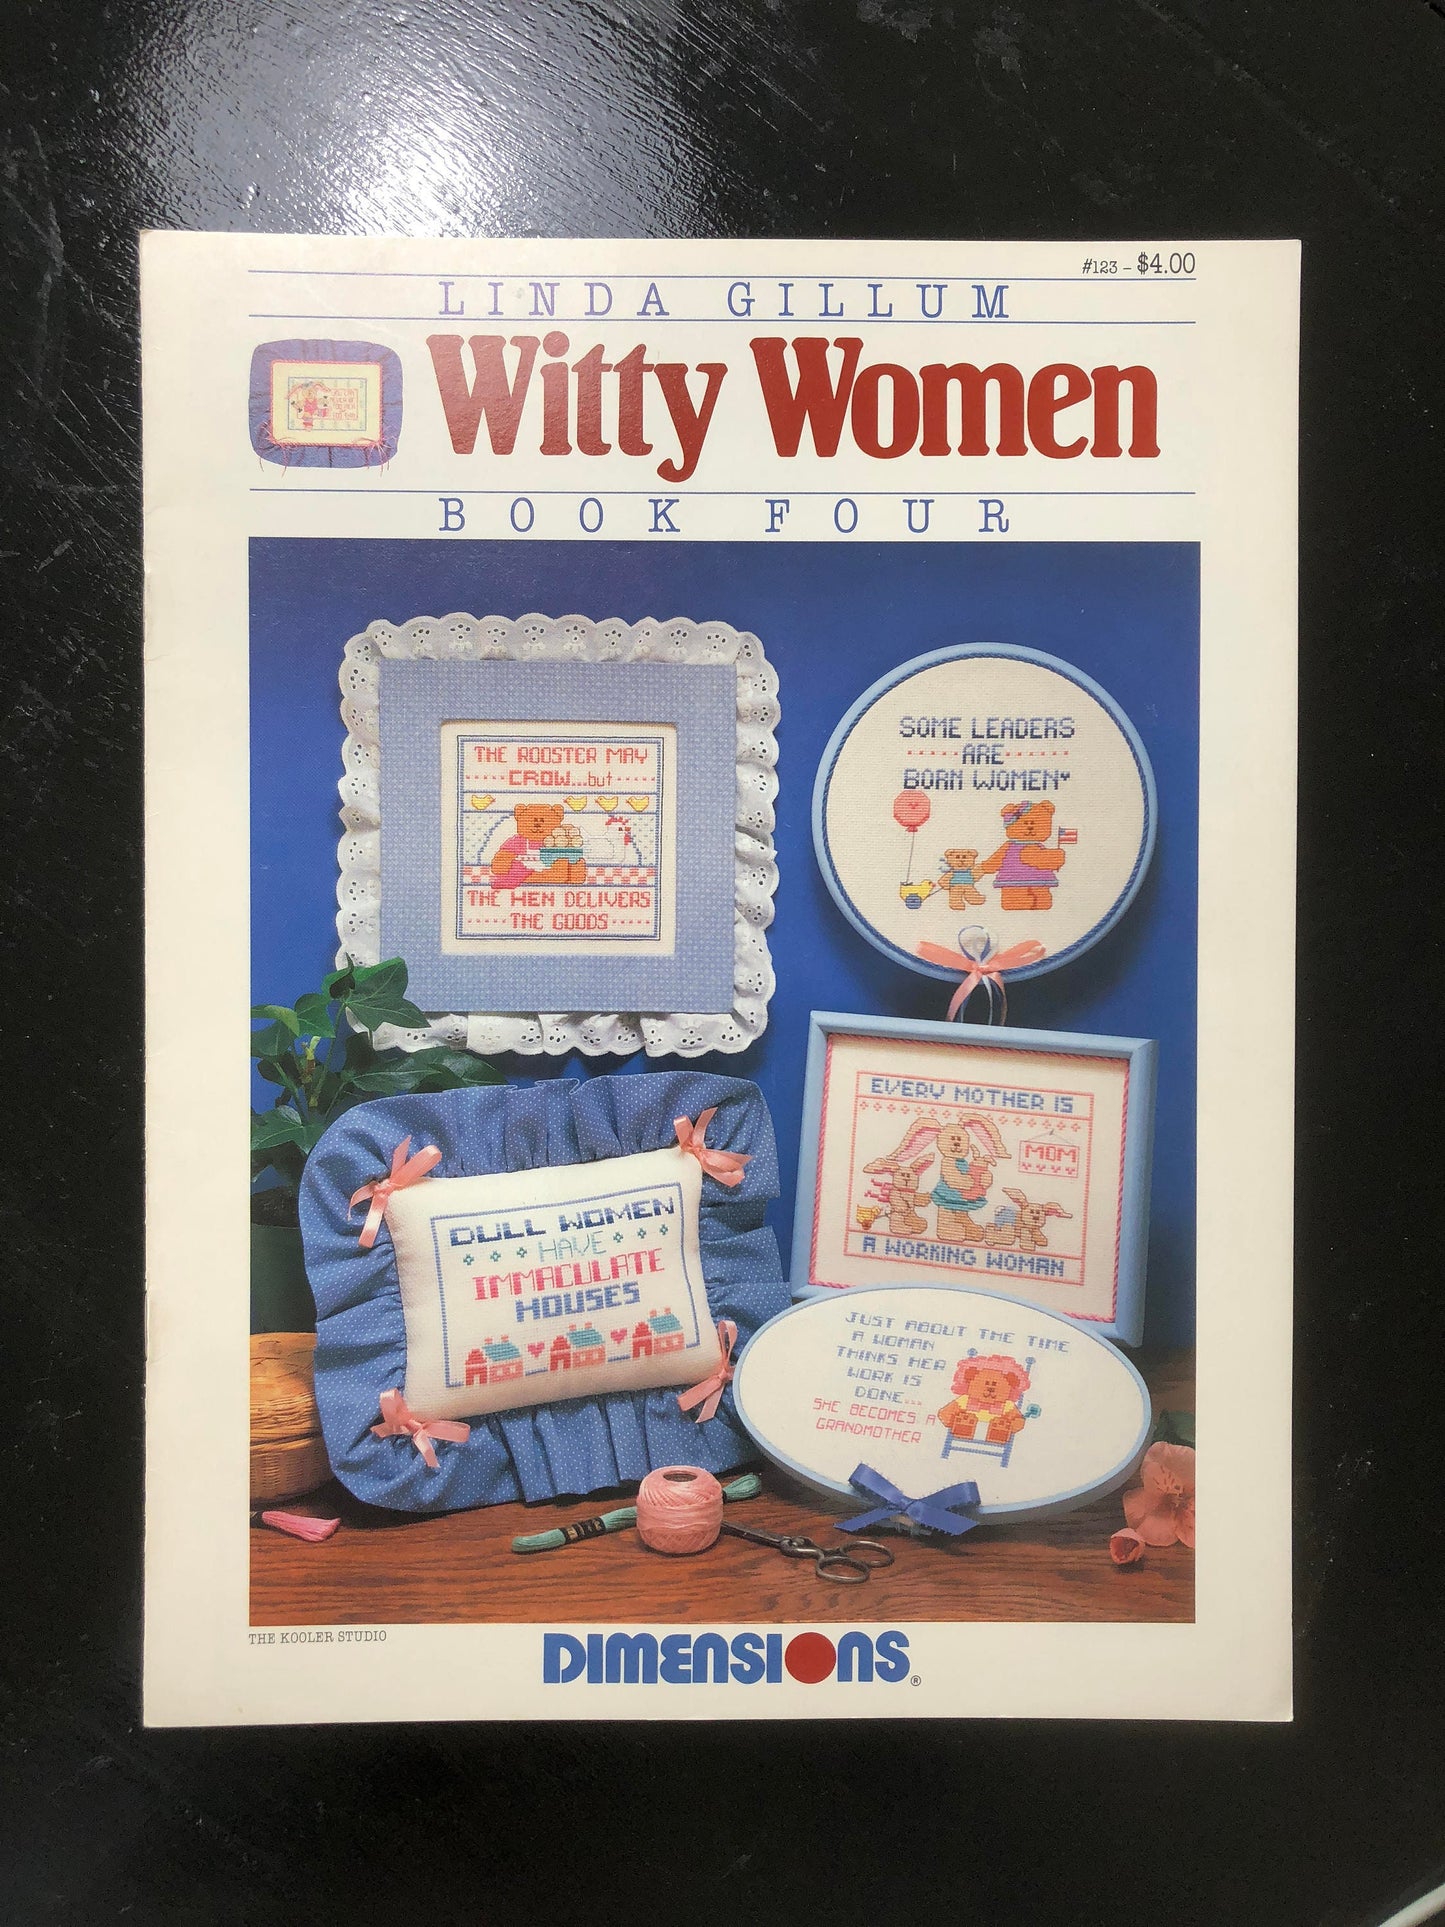 #123 - $4.00
LINDA GILLUM
Witty Women
BOOK FOUR
THE ROOSTER MAY
CROW...but
THE HEN DELIVERS
THE GOODS
SOME LEADERS
ARE
BORN WOMEN
EVERY MOTHER IS
MOM
A WORKING WOMAN
DULL WOMEN
HAVE
IMMACULATE
HOUSES
JUST ABOUT THE TIME
A WOMAN
THINKS HER
WORK IS
DONE...
SHE BECOMES A
GRANDMOTHER
THE KOOLER STUDIO
DIMENSIONS®